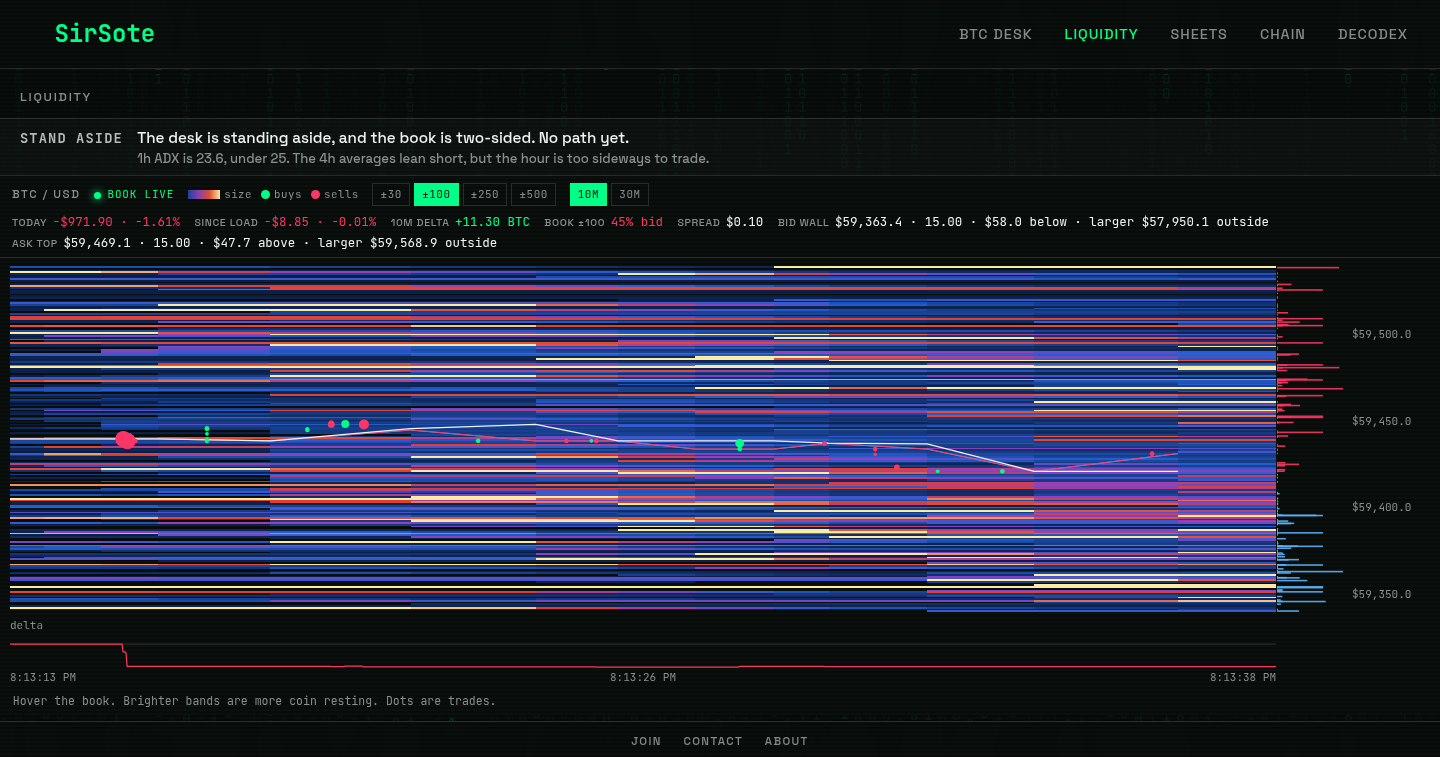 SirSote
BTC DESK LIQUIDITY SHEETS CHAIN DECODEX
LIQUIDITY
STAND ASIDE The desk is standing aside, and the book is two-sided. No path yet.
1h ADX is 23.6, under 25. The 4h averages lean short, but the hour is too sideways to trade.
BTC / USD BOOK LIVE size buys sells ±30 ±100 ±250 ±500 10M 30M
TODAY -$971.90 · -1.61% SINCE LOAD -$8.85 · -0.01% 10M DELTA +11.30 BTC BOOK ±100 45% bid SPREAD $0.10 BID WALL $59,363.4 · 15.00 · $58.0 below · larger $57,950.1 outside
ASK TOP $59,469.1 · 15.00 · $47.7 above · larger $59,568.9 outside
$59,500.0
$59,450.0
$59,400.0
$59,350.0
delta
8:13:13 PM 8:13:26 PM 8:13:38 PM
Hover the book. Brighter bands are more coin resting. Dots are trades.
JOIN CONTACT ABOUT